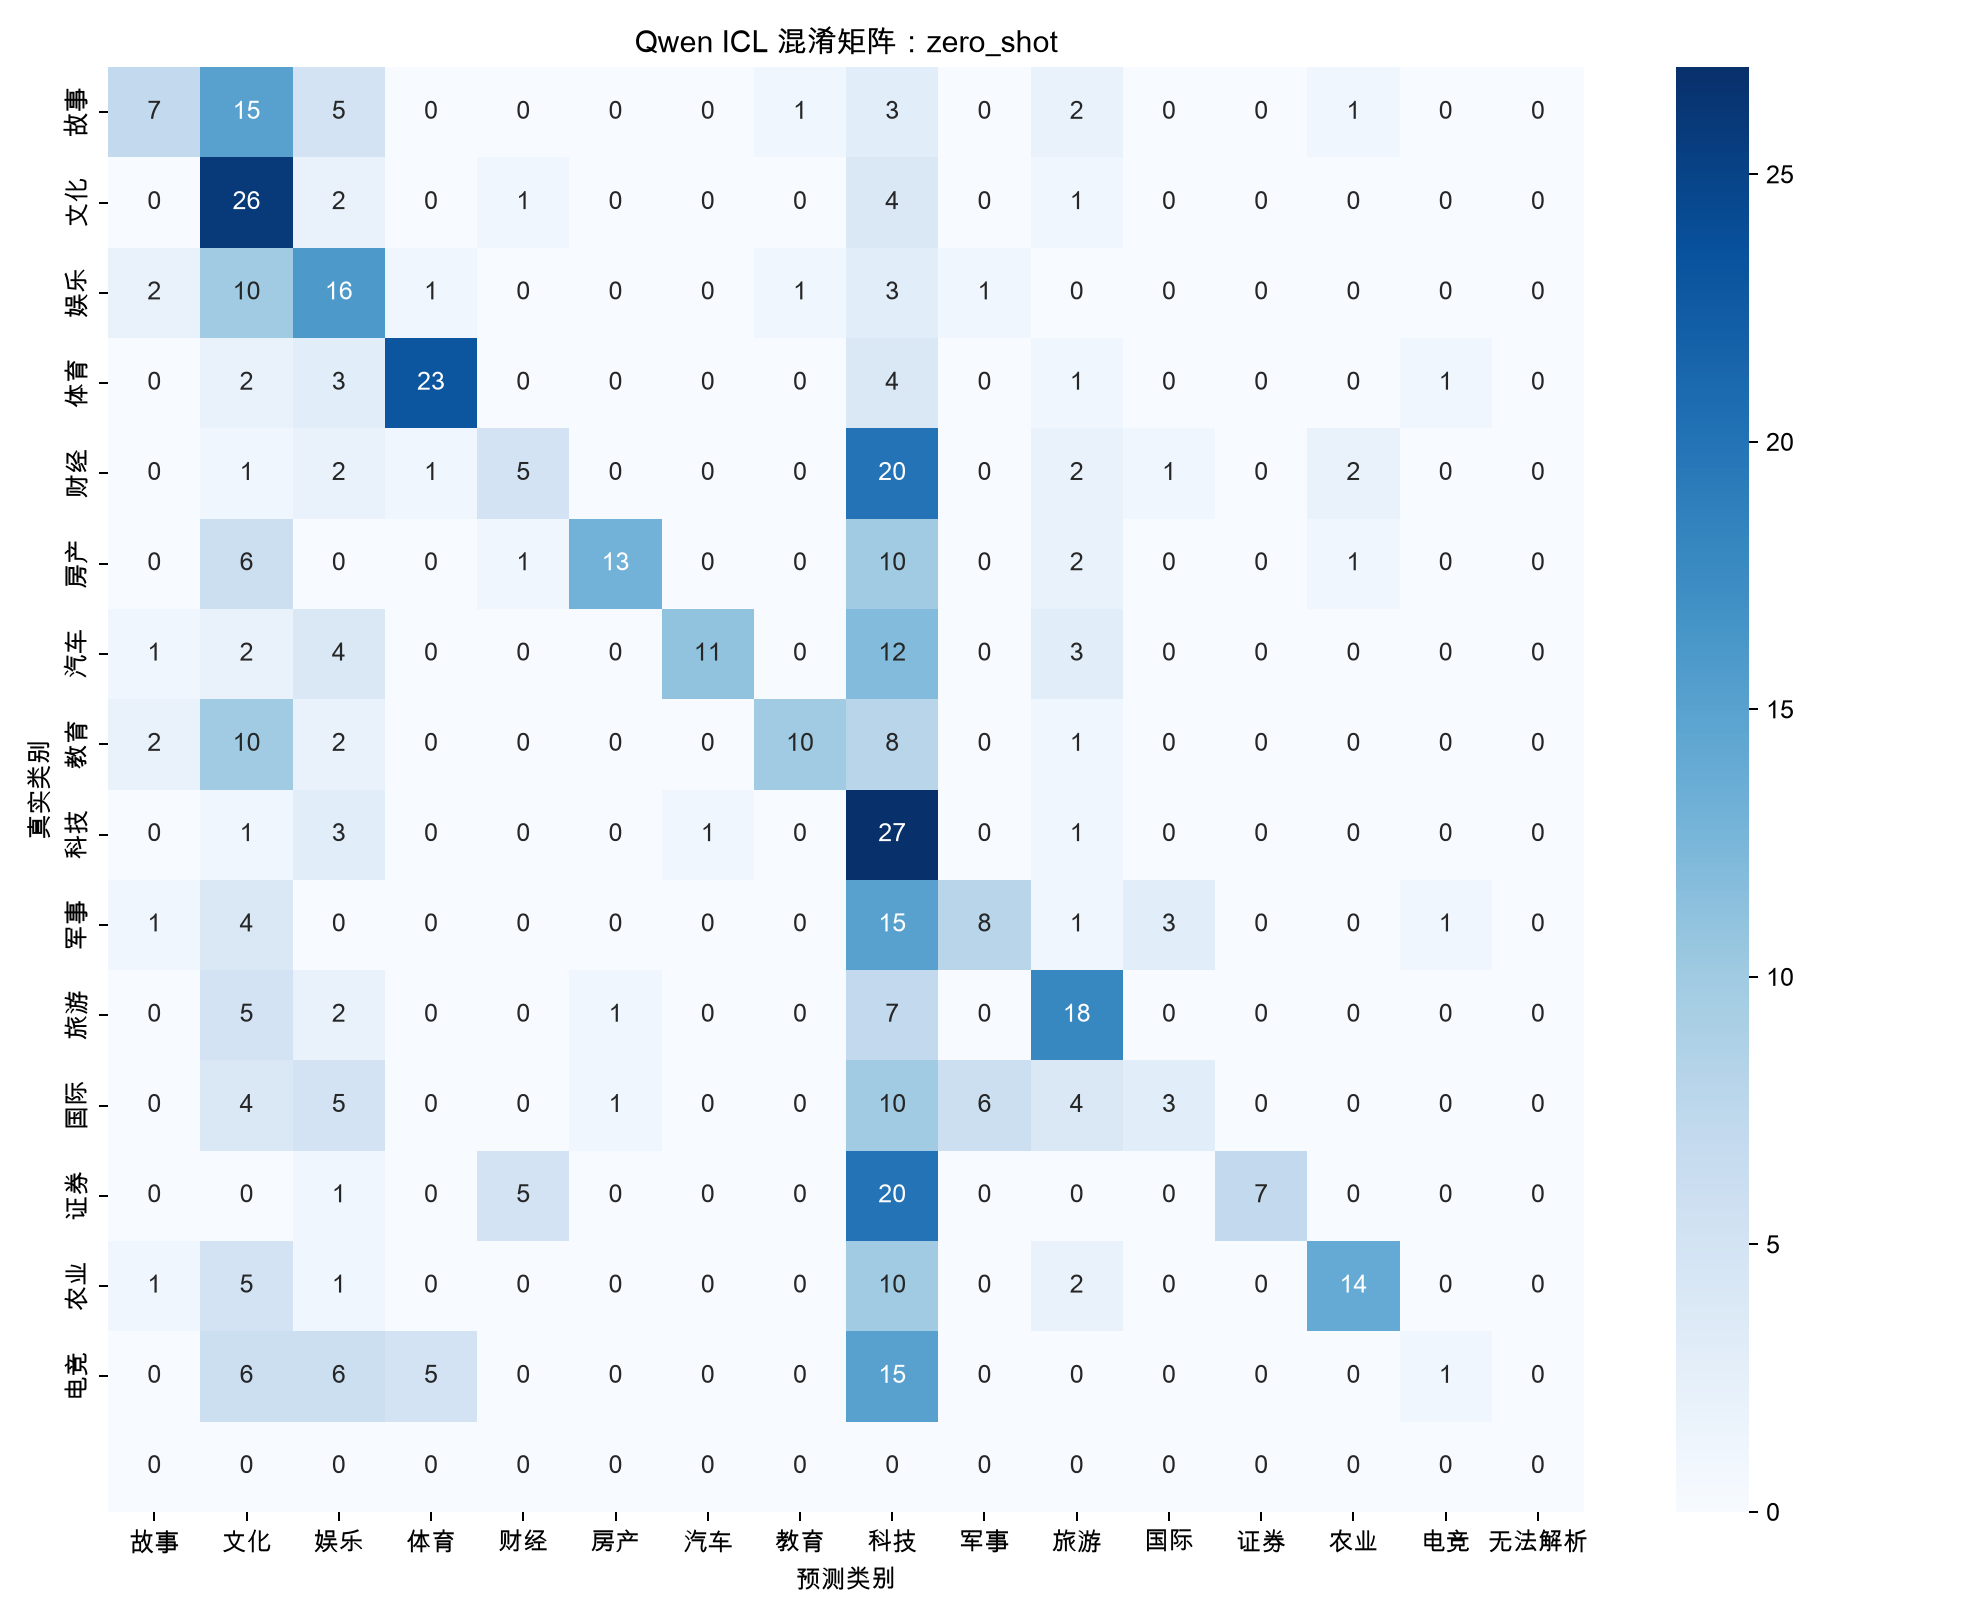 Qwen ICL 混淆矩阵：zero_shot
真实类别
故事 7 15 5 0 0 0 0 1 3 0 2 0 0 1 0 0
文化 0 26 2 0 1 0 0 0 4 0 1 0 0 0 0 0
娱乐 2 10 16 1 0 0 0 1 3 1 0 0 0 0 0 0
体育 0 2 3 23 0 0 0 0 4 0 1 0 0 0 1 0
财经 0 1 2 1 5 0 0 0 20 0 2 1 0 2 0 0
房产 0 6 0 0 1 13 0 0 10 0 2 0 0 1 0 0
汽车 1 2 4 0 0 0 11 0 12 0 3 0 0 0 0 0
教育 2 10 2 0 0 0 0 10 8 0 1 0 0 0 0 0
科技 0 1 3 0 0 0 1 0 27 0 1 0 0 0 0 0
军事 1 4 0 0 0 0 0 0 15 8 1 3 0 0 1 0
旅游 0 5 2 0 0 1 0 0 7 0 18 0 0 0 0 0
国际 0 4 5 0 0 1 0 0 10 6 4 3 0 0 0 0
证券 0 0 1 0 5 0 0 0 20 0 0 0 7 0 0 0
农业 1 5 1 0 0 0 0 0 10 0 2 0 0 14 0 0
电竞 0 6 6 5 0 0 0 0 15 0 0 0 0 0 1 0
0 0 0 0 0 0 0 0 0 0 0 0 0 0 0 0
故事 文化 娱乐 体育 财经 房产 汽车 教育 科技 军事 旅游 国际 证券 农业 电竞 无法解析
预测类别
25
20
15
10
5
0